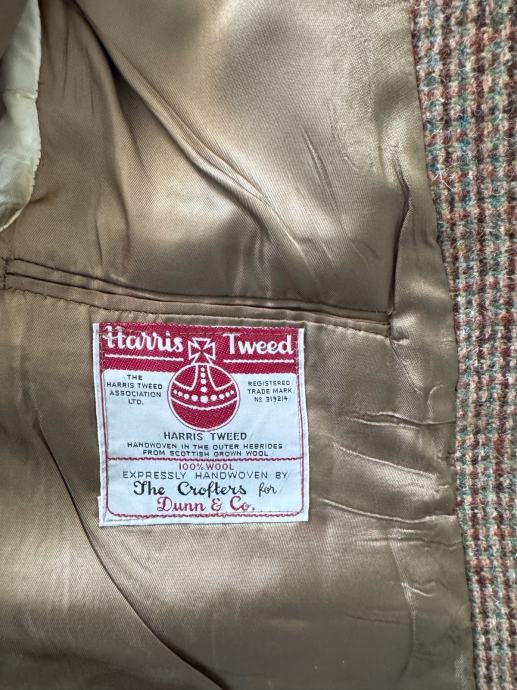 Harris Tweed
THE
HARRIS TWEED
ASSOCIATION
LTD.
REGISTERED
TRADE MARK
No 319214
HARRIS TWEED
HANDWOVEN IN THE OUTER HEBRIDES
FROM SCOTTISH GROWN WOOL
100% WOOL
EXPRESSLY HANDWOVEN BY
The Crofters for
Dunn & Co.